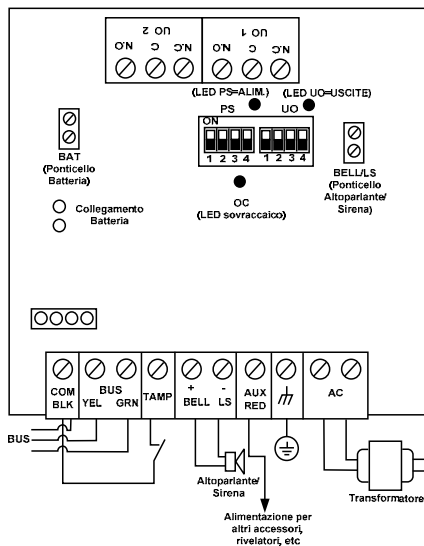 UO 2 UO 1
N.O C N.C N.O C N.C
(LED PS=ALIM.) (LED UO=USCITE)
PS UO
ON
1 2 3 4 1 2 3 4
BAT
(Ponticello
Batteria)
BELL/LS
(Ponticello
Altoparlante/
Sirena)
OC
(LED sovraccaico)
Collegamento
Batteria
COM
BLK
BUS
YEL GRN
TAMP
+ -
BELL LS
AUX
RED
AC
BUS
Altoparlante/
Sirena
Transformatore
Alimentazione per
altri accessori,
rivelatori, etc